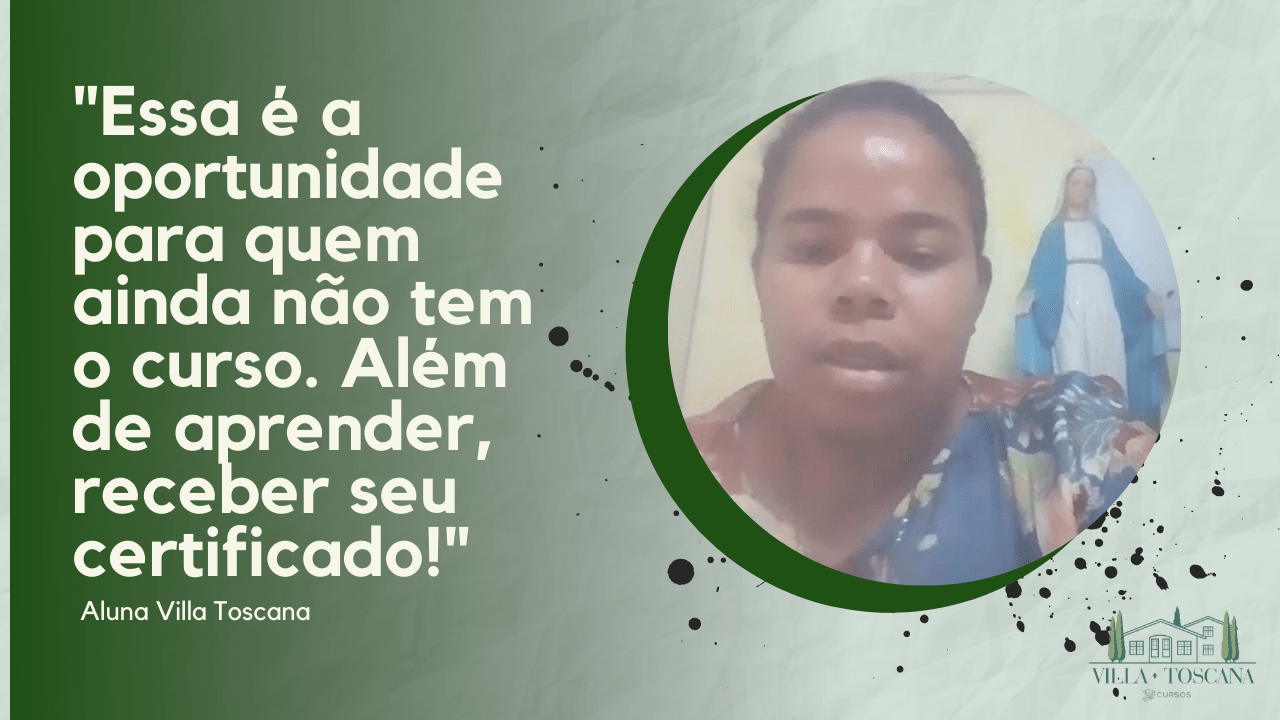 "Essa é a
oportunidade
para quem
ainda não tem
o curso. Além
de aprender,
receber seu
certificado!"
Aluna Villa Toscana
VILLA • TOSCANA
CURSOS